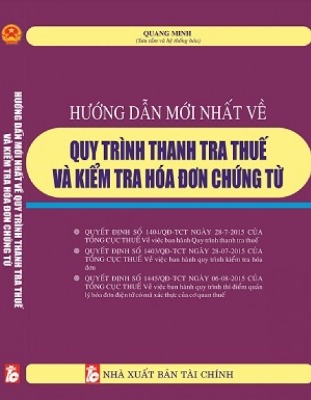 QUANG MINH
(Sưu tầm và hệ thống hóa)
HƯỚNG DẪN MỚI NHẤT VỀ
QUY TRÌNH THANH TRA THUẾ
VÀ KIỂM TRA HÓA ĐƠN CHỨNG TỪ
QUYẾT ĐỊNH SỐ 1404/QĐ-TCT NGÀY 28-7-2015 CỦA
TỔNG CỤC THUẾ Về việc ban hành Quy trình thanh tra thuế
QUYẾT ĐỊNH SỐ 1403/QĐ-TCT NGÀY 28-07-2015 CỦA
TỔNG CỤC THUẾ Về việc ban hành quy trình kiểm tra hóa
đơn
QUYẾT ĐỊNH SỐ 1445/QĐ-TCT NGÀY 06-08-2015 CỦA
TỔNG CỤC THUẾ Về việc ban hành quy trình thí điểm quản
lý hóa đơn điện tử có mã xác thực của cơ quan thuế
NHÀ XUẤT BẢN TÀI CHÍNH
HƯỚNG DẪN MỚI NHẤT VỀ QUY TRÌNH THANH TRA THUẾ
VÀ KIỂM TRA HÓA ĐƠN CHỨNG TỪ